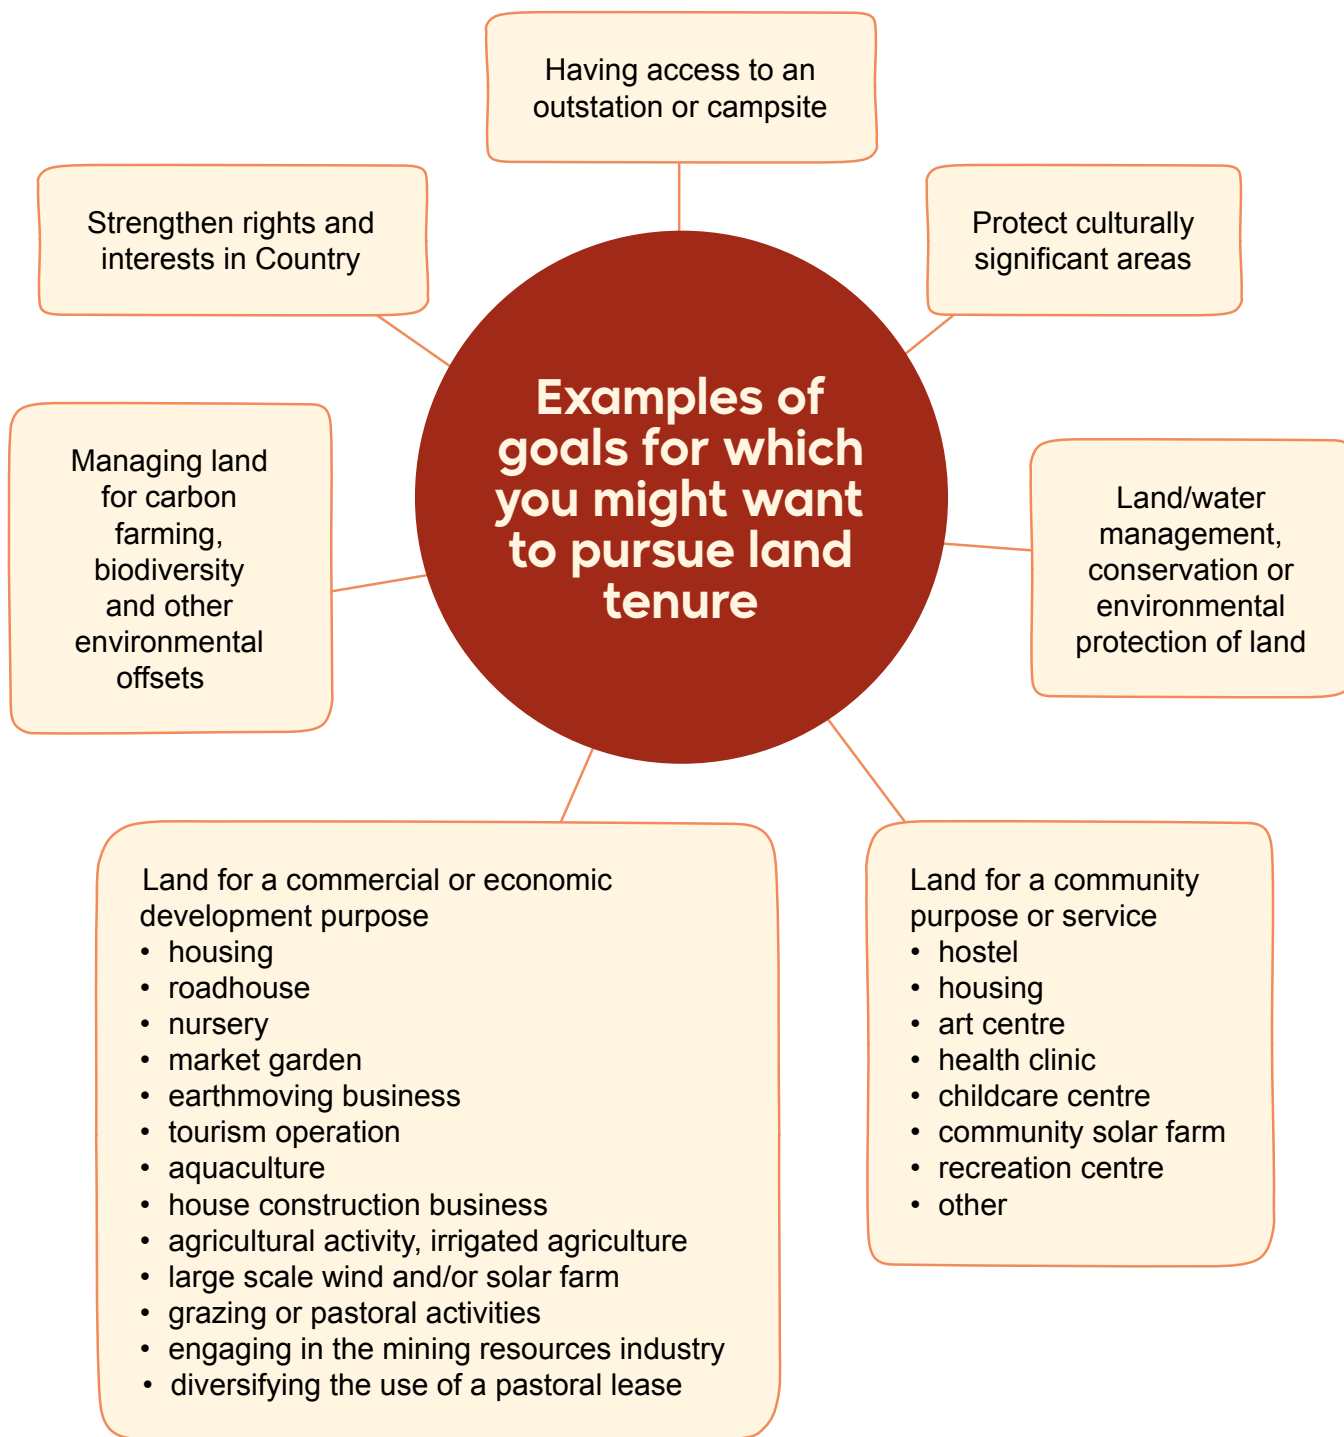 Having access to an
outstation or campsite
Strengthen rights and
interests in Country
Protect culturally
significant areas
Examples of
goals for which
you might want
to pursue land
tenure
Managing land
for carbon
farming,
biodiversity
and other
environmental
offsets
Land/water
management,
conservation or
environmental
protection of land
Land for a commercial or economic
development purpose
• housing
• roadhouse
• nursery
• market garden
• earthmoving business
• tourism operation
• aquaculture
• house construction business
• agricultural activity, irrigated agriculture
• large scale wind and/or solar farm
• grazing or pastoral activities
• engaging in the mining resources industry
• diversifying the use of a pastoral lease
Land for a community
purpose or service
• hostel
• housing
• art centre
• health clinic
• childcare centre
• community solar farm
• recreation centre
• other